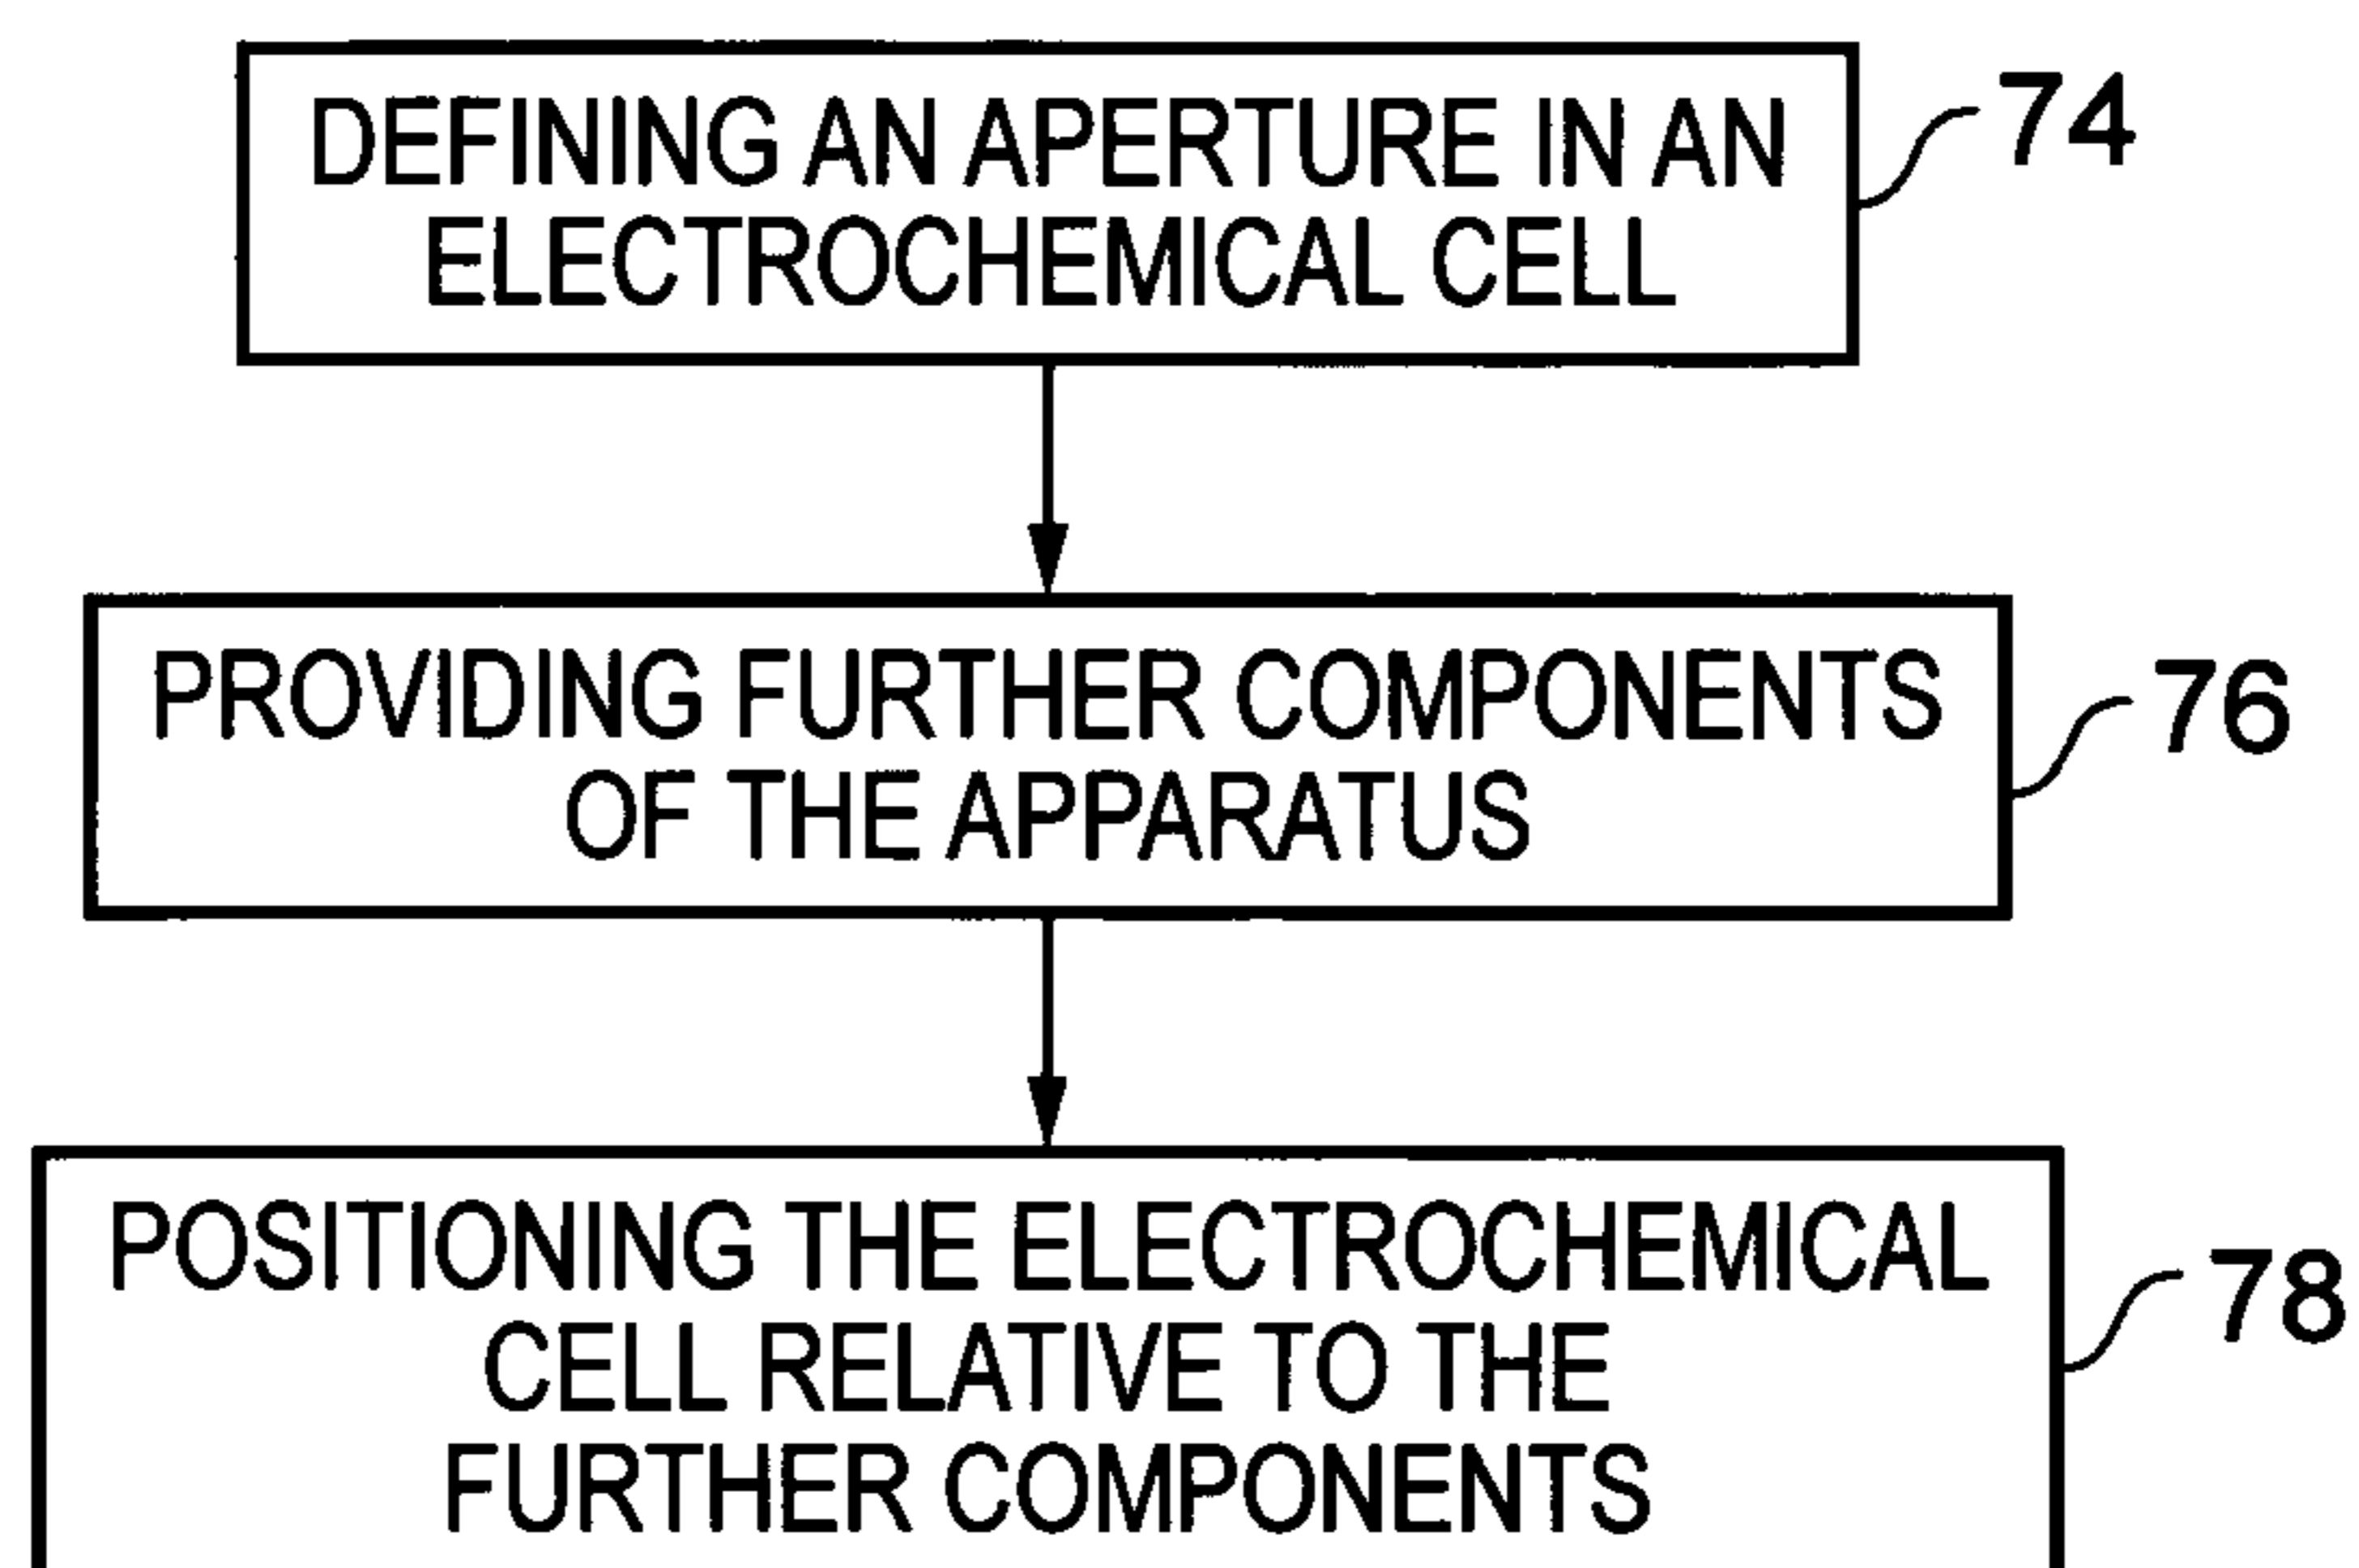 DEFINING AN APERTURE IN AN
ELECTROCHEMICAL CELL
74
PROVIDING FURTHER COMPONENTS
OF THE APPARATUS
76
POSITIONING THE ELECTROCHEMICAL
CELL RELATIVE TO THE
FURTHER COMPONENTS
78